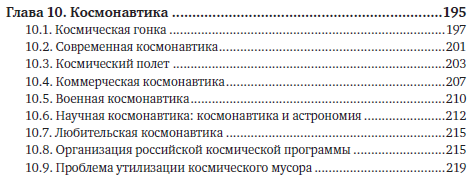 Глава 10. Космонавтика ...................................................................195
10.1. Космическая гонка .............................................................197
10.2. Современная космонавтика..................................................201
10.3. Космический полет .............................................................203
10.4. Коммерческая космонавтика.................................................207
10.5. Военная космонавтика..........................................................210
10.6. Научная космонавтика: космонавтика и астрономия ................212
10.7. Любительская космонавтика..................................................215
10.8. Организация российской космической программы ..................215
10.9. Проблема утилизации космического мусора............................219